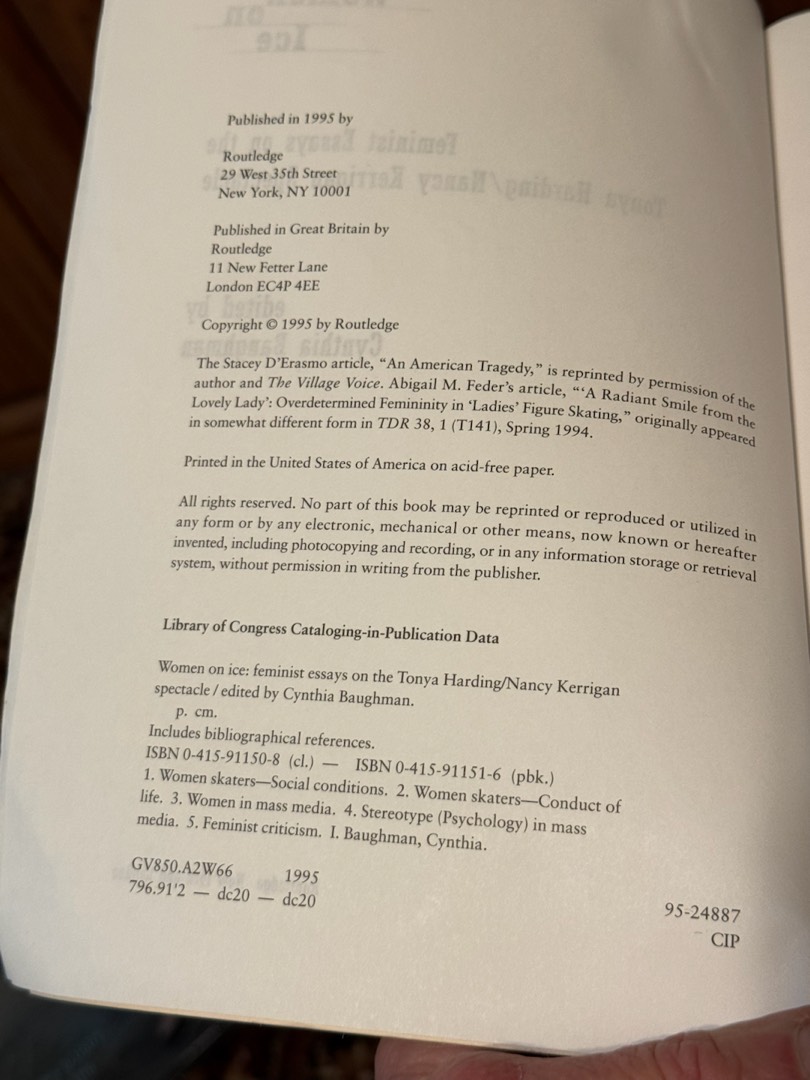 Published in 1995 by
Routledge
29 West 35th Street
New York, NY 10001
Published in Great Britain by
Routledge
11 New Fetter Lane
London EC4P 4EE
Copyright © 1995 by Routledge
The Stacey D'Erasmo article, “An American Tragedy,” is reprinted by permission of the
author and The Village Voice. Abigail M. Feder's article, “‘A Radiant Smile from the
Lovely Lady’: Overdetermined Femininity in ‘Ladies’ Figure Skating,” originally appeared
in somewhat different form in TDR 38, 1 (T141), Spring 1994.
Printed in the United States of America on acid-free paper.
All rights reserved. No part of this book may be reprinted or reproduced or utilized in
any form or by any electronic, mechanical or other means, now known or hereafter
invented, including photocopying and recording, or in any information storage or retrieval
system, without permission in writing from the publisher.
Library of Congress Cataloging-in-Publication Data
Women on ice: feminist essays on the Tonya Harding/Nancy Kerrigan
spectacle / edited by Cynthia Baughman.
p. cm.
Includes bibliographical references.
ISBN 0-415-91150-8 (cl.) — ISBN 0-415-91151-6 (pbk.)
1. Women skaters—Social conditions. 2. Women skaters—Conduct of
life. 3. Women in mass media. 4. Stereotype (Psychology) in mass
media. 5. Feminist criticism. I. Baughman, Cynthia.
GV850.A2W66 1995
796.91'2 — dc20 — dc20
95-24887
CIP